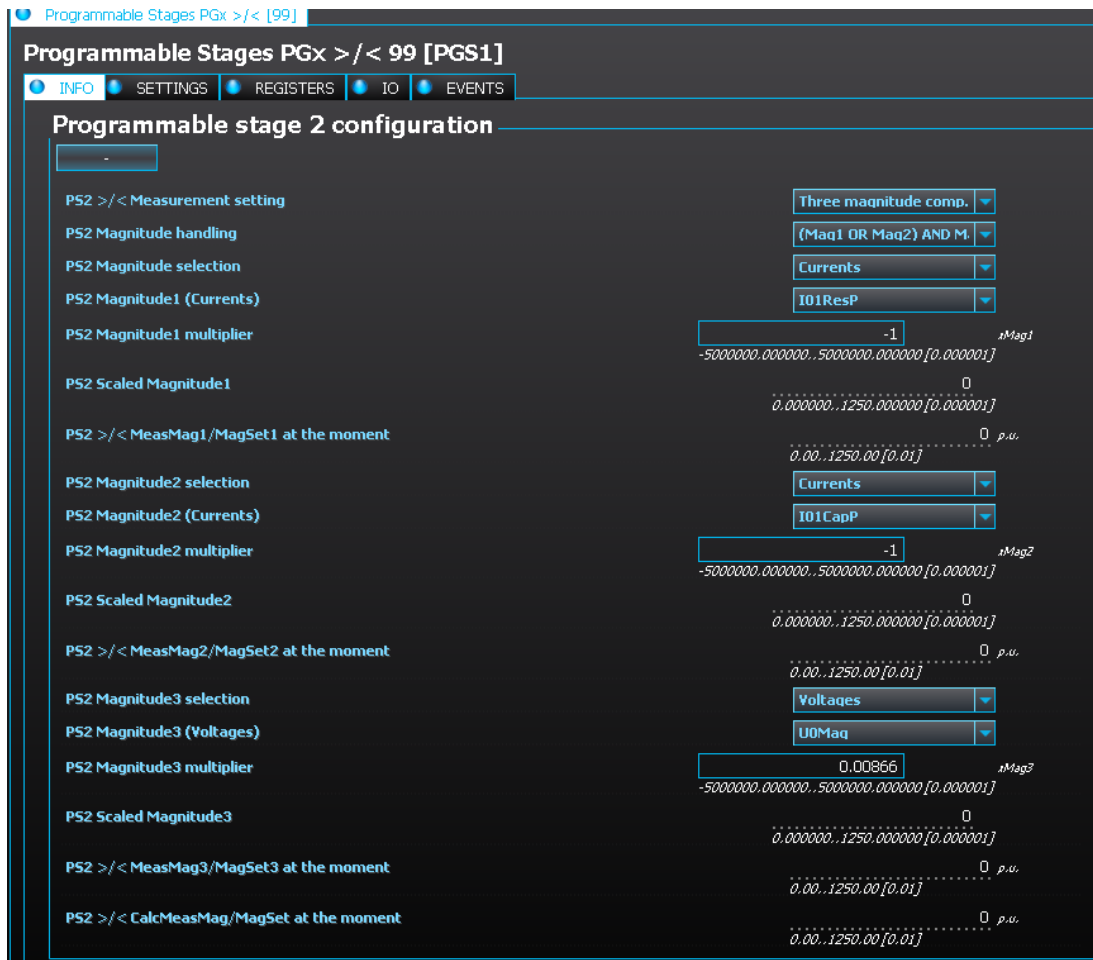 Programmable Stages PGx >/< [99]
Programmable Stages PGx >/< 99 [PGS1]
INFO SETTINGS REGISTERS IO EVENTS
Programmable stage 2 configuration
-
PS2 >/< Measurement setting Three magnitude comp.
PS2 Magnitude handling (Mag1 OR Mag2) AND M
PS2 Magnitude selection Currents
PS2 Magnitude1 (Currents) I01ResP
PS2 Magnitude1 multiplier -1 xMag1
-5000000.000000..5000000.000000 [0.000001]
PS2 Scaled Magnitude1 0
0.000000..1250.000000 [0.000001]
PS2 >/< MeasMag1/MagSet1 at the moment 0 p.u.
0.00..1250.00 [0.01]
PS2 Magnitude2 selection Currents
PS2 Magnitude2 (Currents) I01CapP
PS2 Magnitude2 multiplier -1 xMag2
-5000000.000000..5000000.000000 [0.000001]
PS2 Scaled Magnitude2 0
0.000000..1250.000000 [0.000001]
PS2 >/< MeasMag2/MagSet2 at the moment 0 p.u.
0.00..1250.00 [0.01]
PS2 Magnitude3 selection Voltages
PS2 Magnitude3 (Voltages) U0Mag
PS2 Magnitude3 multiplier 0.00866 xMag3
-5000000.000000..5000000.000000 [0.000001]
PS2 Scaled Magnitude3 0
0.000000..1250.000000 [0.000001]
PS2 >/< MeasMag3/MagSet3 at the moment 0 p.u.
0.00..1250.00 [0.01]
PS2 >/< CalcMeasMag/MagSet at the moment 0 p.u.
0.00..1250.00 [0.01]